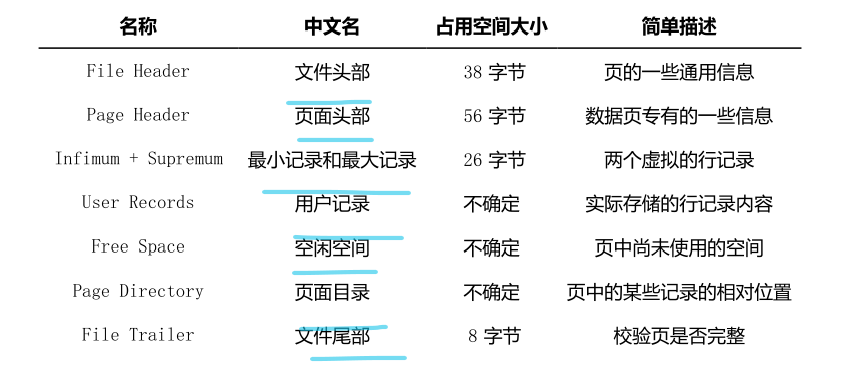 名称 中文名 占用空间大小 简单描述
File Header 文件头部 38 字节 页的一些通用信息
Page Header 页面头部 56 字节 数据页专有的一些信息
Infimum + Supremum 最小记录和最大记录 26 字节 两个虚拟的行记录
User Records 用户记录 不确定 实际存储的行记录内容
Free Space 空闲空间 不确定 页中尚未使用的空间
Page Directory 页面目录 不确定 页中的某些记录的相对位置
File Trailer 文件尾部 8 字节 校验页是否完整